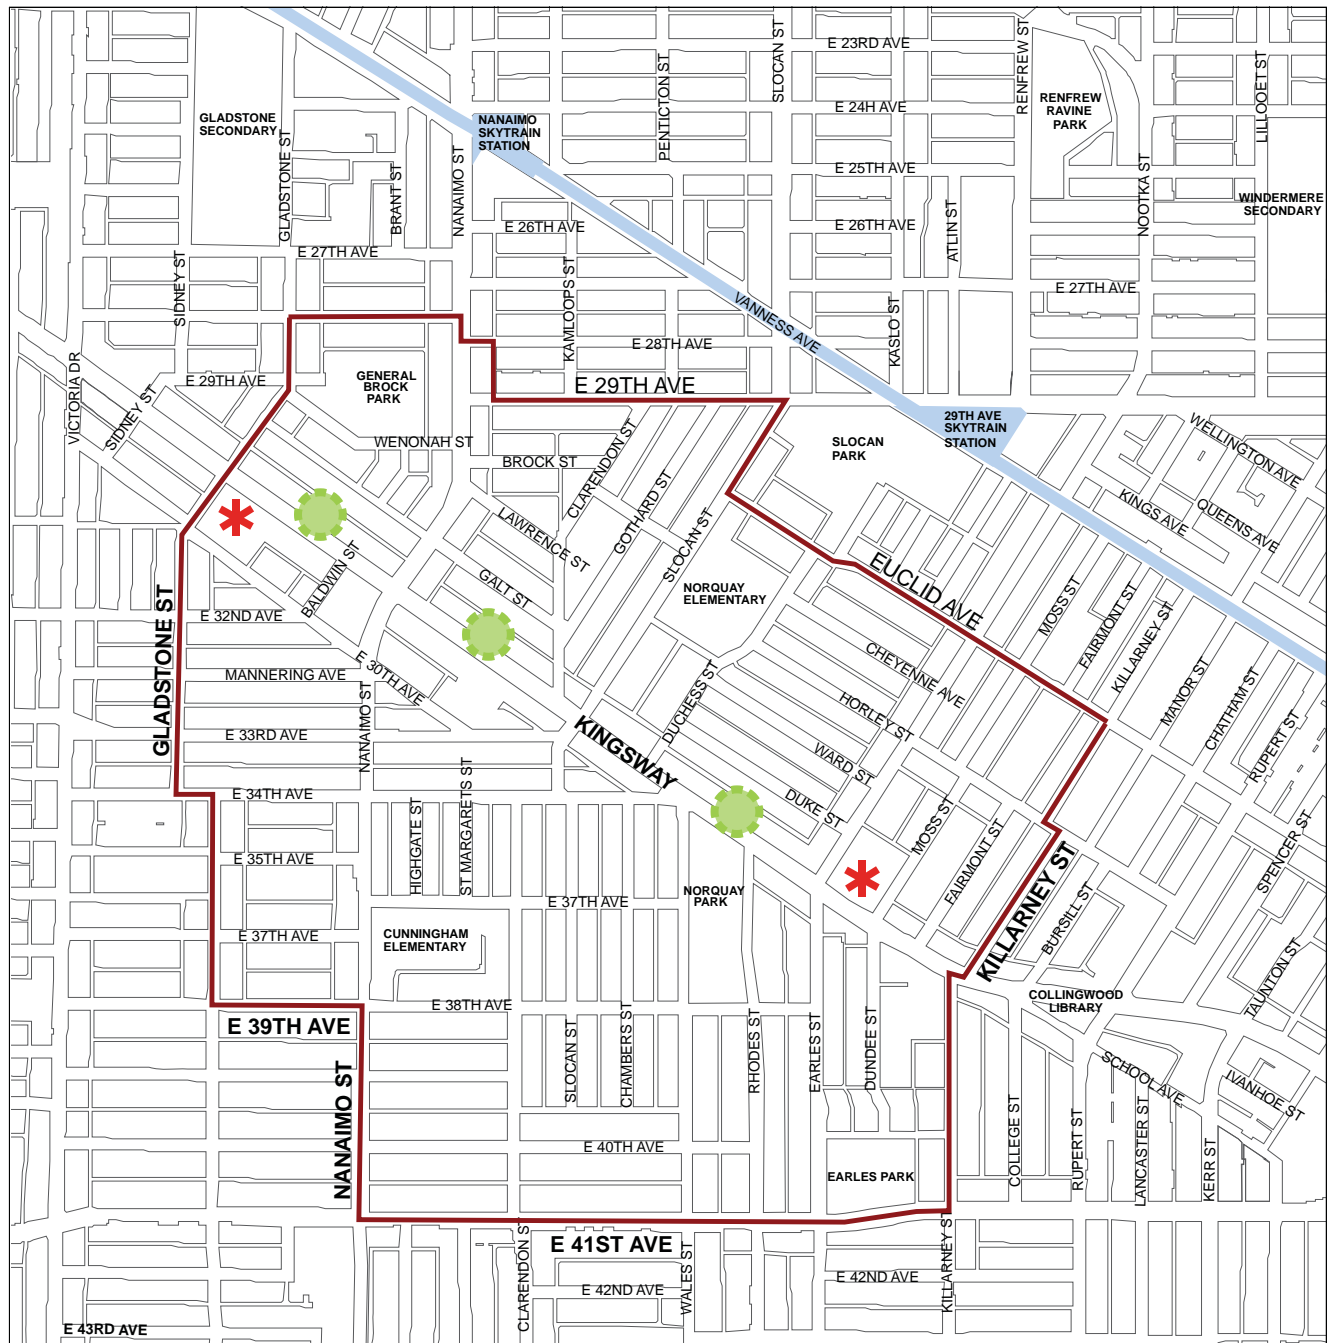 E 23RD AVE
SLOCAN ST
RENFREW ST
PENTICTON ST
LILLOOET ST
RENFREW
RAVINE
PARK
E 24H AVE
GLADSTONE
SECONDARY
NANAIMO
SKYTRAIN
STATION
GLADSTONE ST
BRANT ST
NANAIMO ST
E 25TH AVE
NOOTKA ST
WINDERMERE
SECONDARY
E 26TH AVE
E 26TH AVE
ATLIN ST
E 27TH AVE
SIDNEY ST
KAMLOOPS ST
VANNESS AVE
E 27TH AVE
KASLO ST
E 28TH AVE
VICTORIA DR
SIDNEY ST
E 29TH AVE
GENERAL
BROCK
PARK
E 29TH AVE
29TH AVE
SKYTRAIN
STATION
SLOCAN
PARK
WELLINGTON AVE
WENONAH ST
BROCK ST
CLARENDON ST
GOTHARD ST
SLOCAN ST
KINGS AVE
QUEENS AVE
LAWRENCE ST
GALT ST
BALDWIN ST
EUCLID AVE
NORQUAY
ELEMENTARY
MOSS ST
FAIRMONT ST
KILLARNEY ST
GLADSTONE ST
E 32ND AVE
MANNERING AVE
E 30TH AVE
NANAIMO ST
E 33RD AVE
CHEYENNE AVE
HORLEY ST
MANOR ST
CHATHAM ST
RUPERT ST
DUCHESS ST
KINGSWAY
WARD ST
DUKE ST
E 34TH AVE
HIGHGATE ST
ST MARGARETS ST
MOSS ST
FAIRMONT ST
SPENCER ST
E 35TH AVE
KILLARNEY ST
BURSILL ST
NORQUAY
PARK
E 37TH AVE
E 37TH AVE
CUNNINGHAM
ELEMENTARY
TAUNTON ST
COLLINGWOOD
LIBRARY
E 38TH AVE
E 39TH AVE
SLOCAN ST
CHAMBERS ST
RHODES ST
EARLES ST
DUNDEE ST
SCHOOL AVE
IVANHOE ST
NANAIMO ST
COLLEGE ST
RUPERT ST
LANCASTER ST
KERR ST
E 40TH AVE
EARLES PARK
E 41ST AVE
CLARENDON ST
WALES ST
KILLARNEY ST
E 42ND AVE
E 42ND AVE
E 43RD AVE